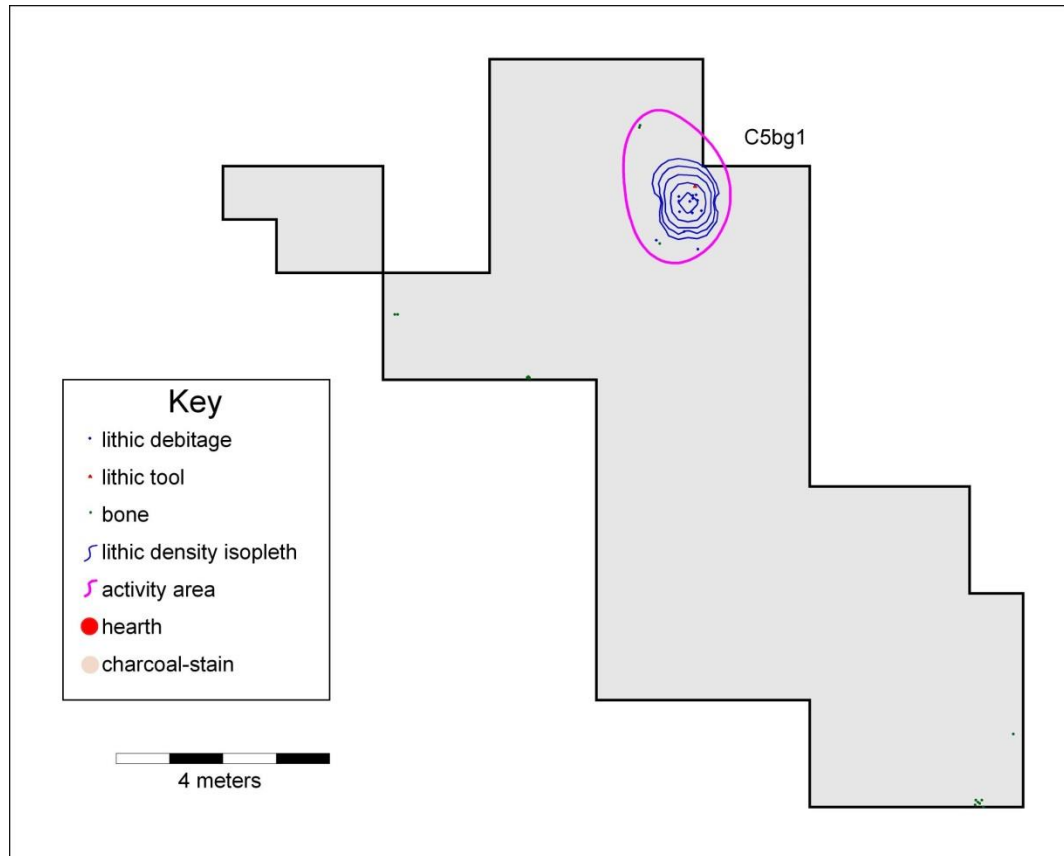 C5bg1
Key
lithic debitage
lithic tool
bone
lithic density isopleth
activity area
hearth
charcoal-stain
4 meters